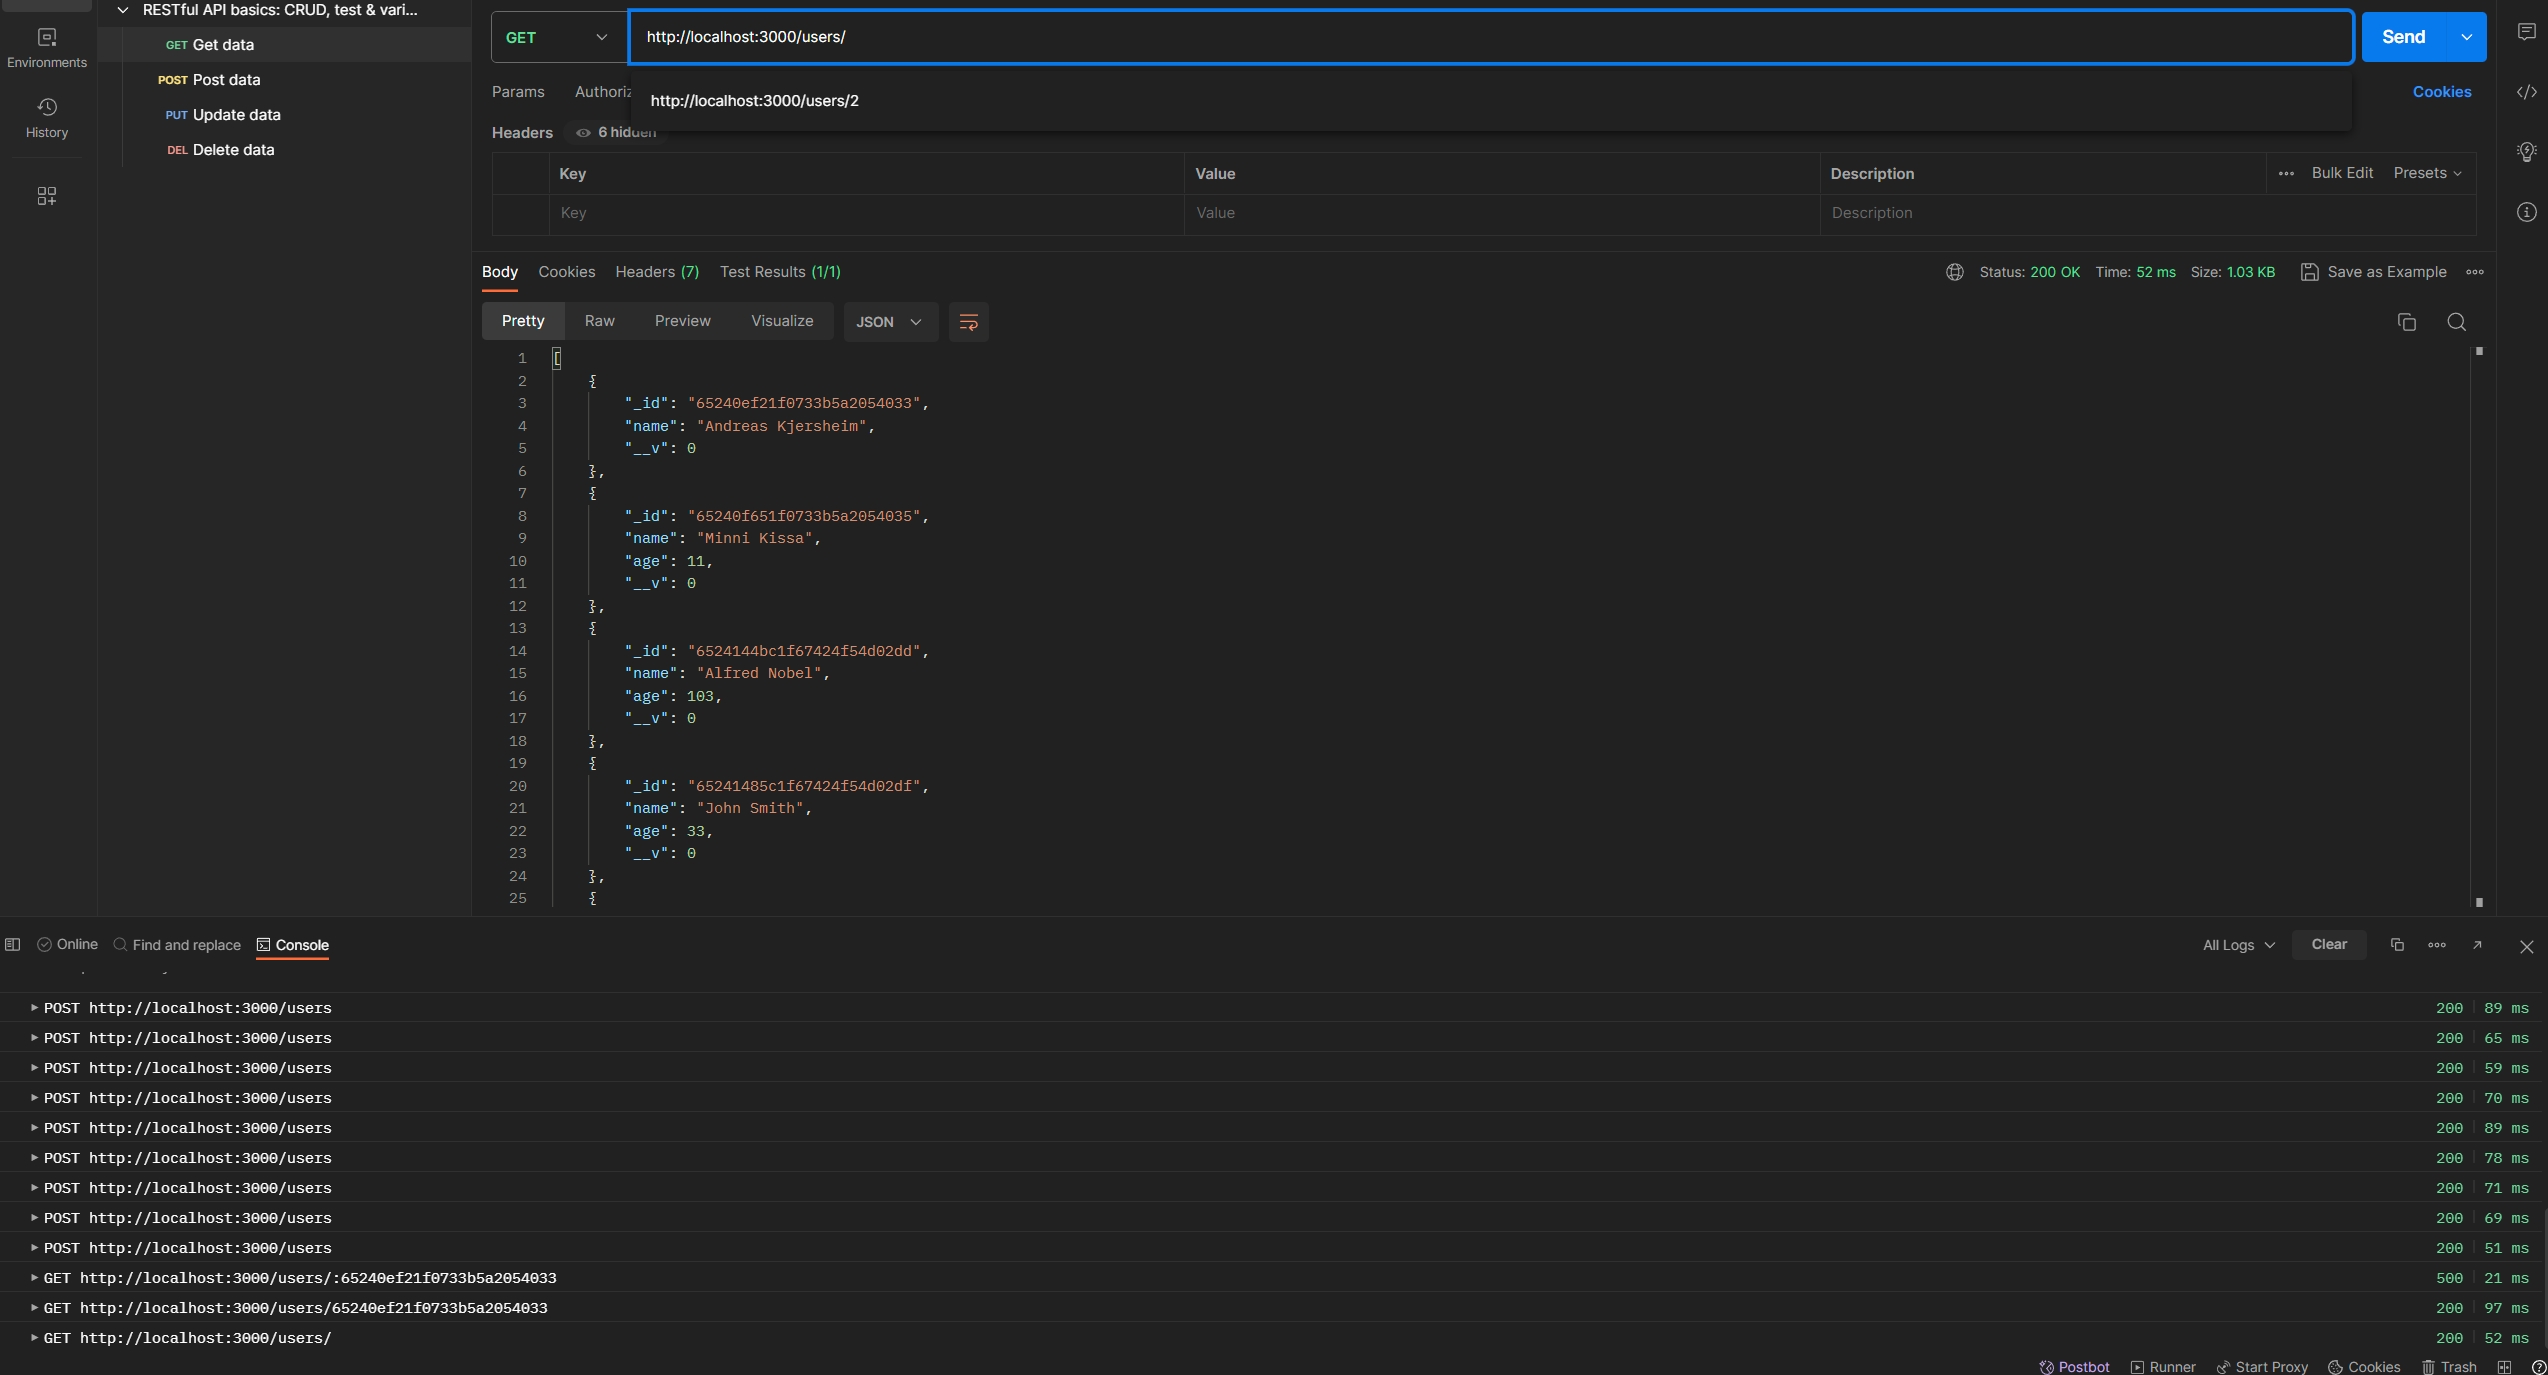 RESTful API basics: CRUD, test & vari...
Environments
GET Get data
POST Post data
History
PUT Update data
DEL Delete data
GET
http://localhost:3000/users/
Send
Params
http://localhost:3000/users/2
Cookies
Headers
6 hidden
Key Value Description
Bulk Edit Presets
Key Value Description
Body Cookies Headers (7) Test Results (1/1)
Status: 200 OK Time: 52 ms Size: 1.03 KB Save as Example
Pretty Raw Preview Visualize JSON
1 [
2 {
3 "_id": "65240ef21f0733b5a2054033",
4 "name": "Andreas Kjersheim",
5 "__v": 0
6 },
7 {
8 "_id": "65240f651f0733b5a2054035",
9 "name": "Minni Kissa",
10 "age": 11,
11 "__v": 0
12 },
13 {
14 "_id": "6524144bc1f67424f54d02dd",
15 "name": "Alfred Nobel",
16 "age": 103,
17 "__v": 0
18 },
19 {
20 "_id": "65241485c1f67424f54d02df",
21 "name": "John Smith",
22 "age": 33,
23 "__v": 0
24 },
25 {
Online Find and replace Console
All Logs Clear
POST http://localhost:3000/users 200 89 ms
POST http://localhost:3000/users 200 65 ms
POST http://localhost:3000/users 200 59 ms
POST http://localhost:3000/users 200 70 ms
POST http://localhost:3000/users 200 89 ms
POST http://localhost:3000/users 200 78 ms
POST http://localhost:3000/users 200 71 ms
POST http://localhost:3000/users 200 69 ms
POST http://localhost:3000/users 200 51 ms
GET http://localhost:3000/users/:65240ef21f0733b5a2054033 500 21 ms
GET http://localhost:3000/users/65240ef21f0733b5a2054033 200 97 ms
GET http://localhost:3000/users/ 200 52 ms
Postbot Runner Start Proxy Cookies Trash